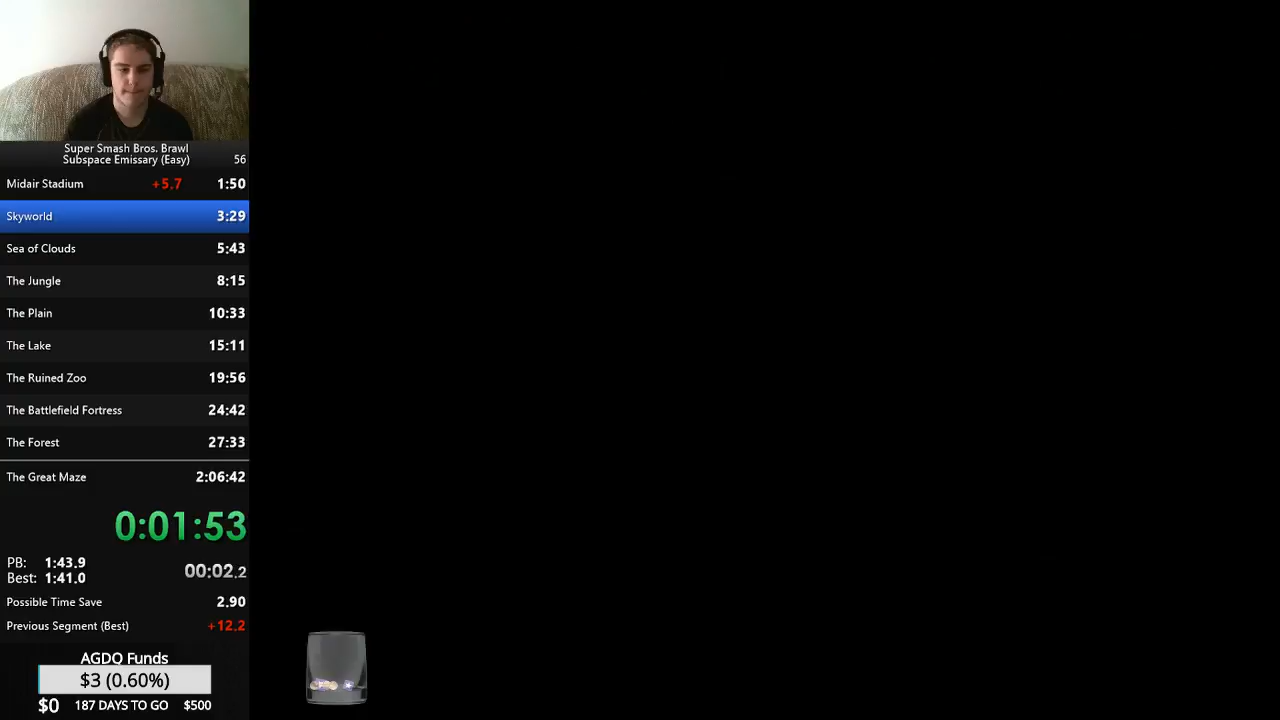 Super Smash Bros. Brawl
Subspace Emissary (Easy) 56
Midair Stadium +5.7 1:50
Skyworld 3:29
Sea of Clouds 5:43
The Jungle 8:15
The Plain 10:33
The Lake 15:11
The Ruined Zoo 19:56
The Battlefield Fortress 24:42
The Forest 27:33
The Great Maze 2:06:42
0:01:53
PB: 1:43.9
Best: 1:41.0
00:02.2
Possible Time Save 2.90
Previous Segment (Best) +12.2
AGDQ Funds
$3 (0.60%)
$0 187 DAYS TO GO $500